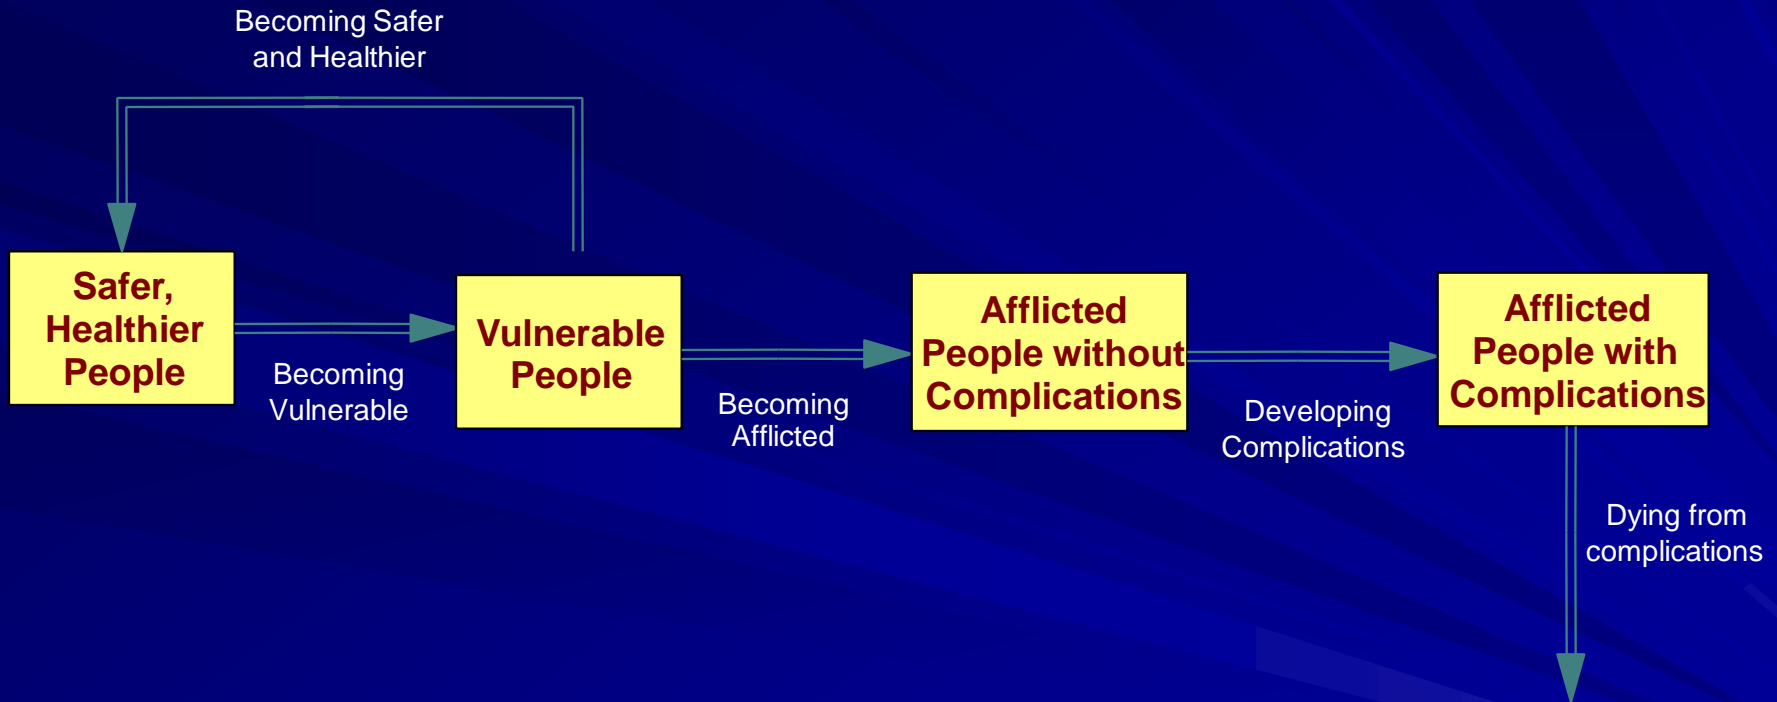 Becoming Safer
and Healthier
Safer,
Healthier
People
Becoming
Vulnerable
Vulnerable
People
Becoming
Afflicted
Afflicted
People without
Complications
Developing
Complications
Afflicted
People with
Complications
Dying from
complications